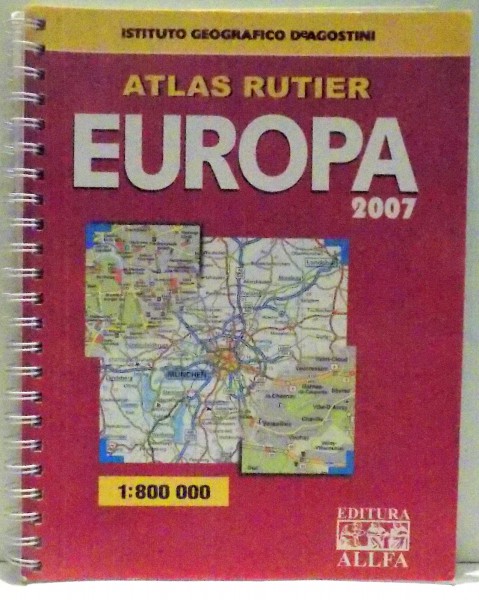 ISTITUTO GEOGRAFICO DeAGOSTINI
ATLAS RUTIER
EUROPA
2007
MÜNCHEN
1:800 000
EDITURA
ALLFA